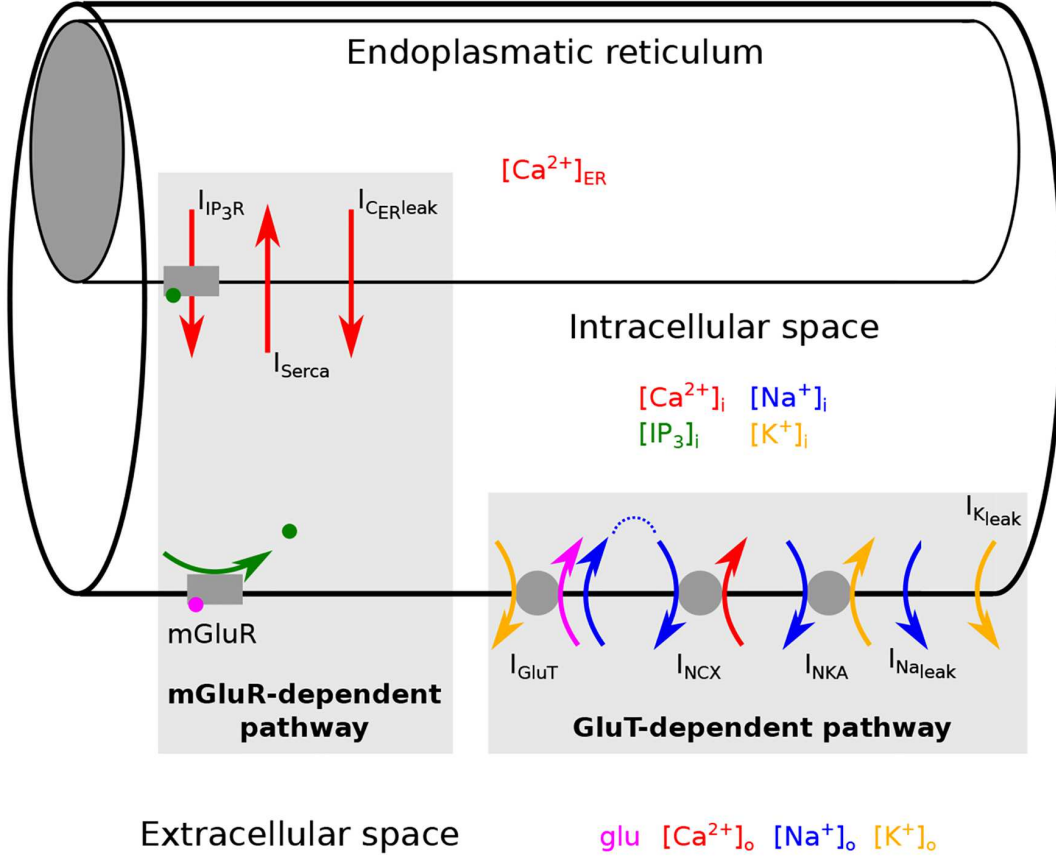 Endoplasmatic reticulum
[Ca²⁺]ER
I_IP₃R
I_CERleak
I_Serca
Intracellular space
[Ca²⁺]i [Na⁺]i
[IP₃]i [K⁺]i
I_Kleak
mGluR
I_GluT I_NCX I_NKA I_Naleak
mGluR-dependent
pathway
GluT-dependent pathway
Extracellular space
glu [Ca²⁺]o [Na⁺]o [K⁺]o